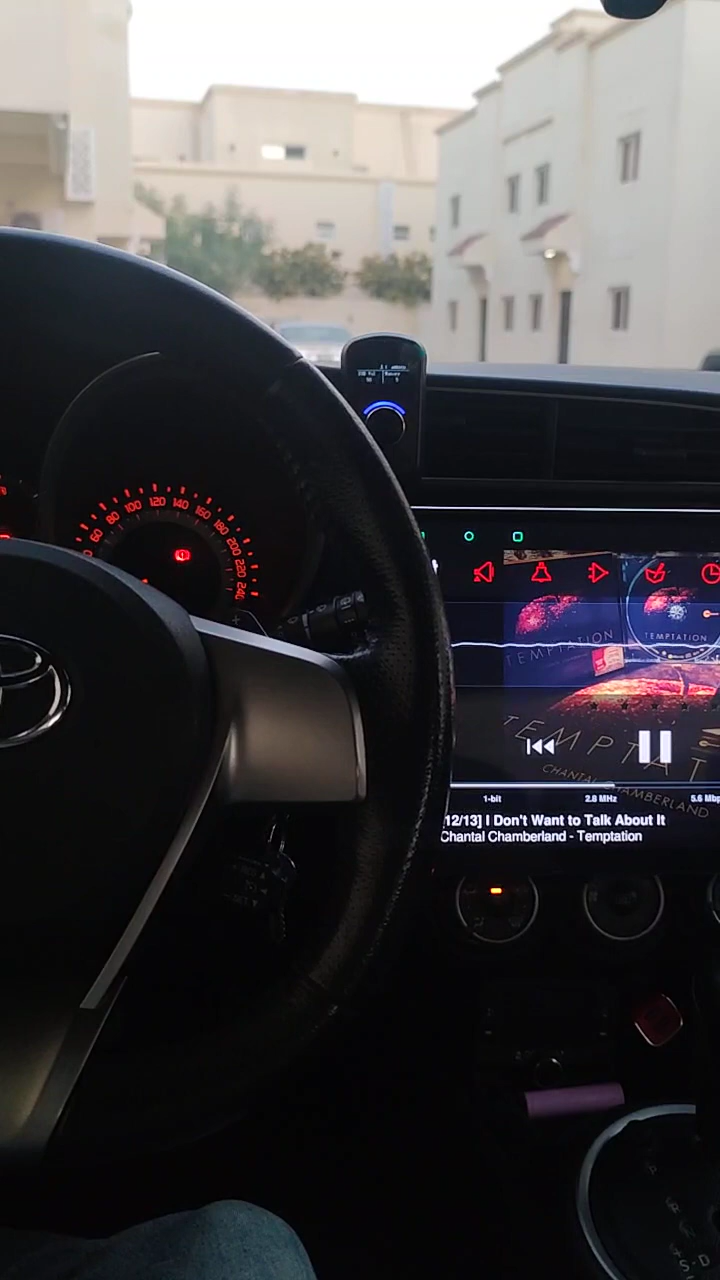 60
80
100
120
140
160
180
200
220
240
TEMPTATION
TEMPTATION
TEMPTAT
CHANTAL CHAMBERLAND
1-bit
2.8 MHz
5.6 Mbp
[12/13] I Don't Want to Talk About It
Chantal Chamberland - Temptation
P
S-D